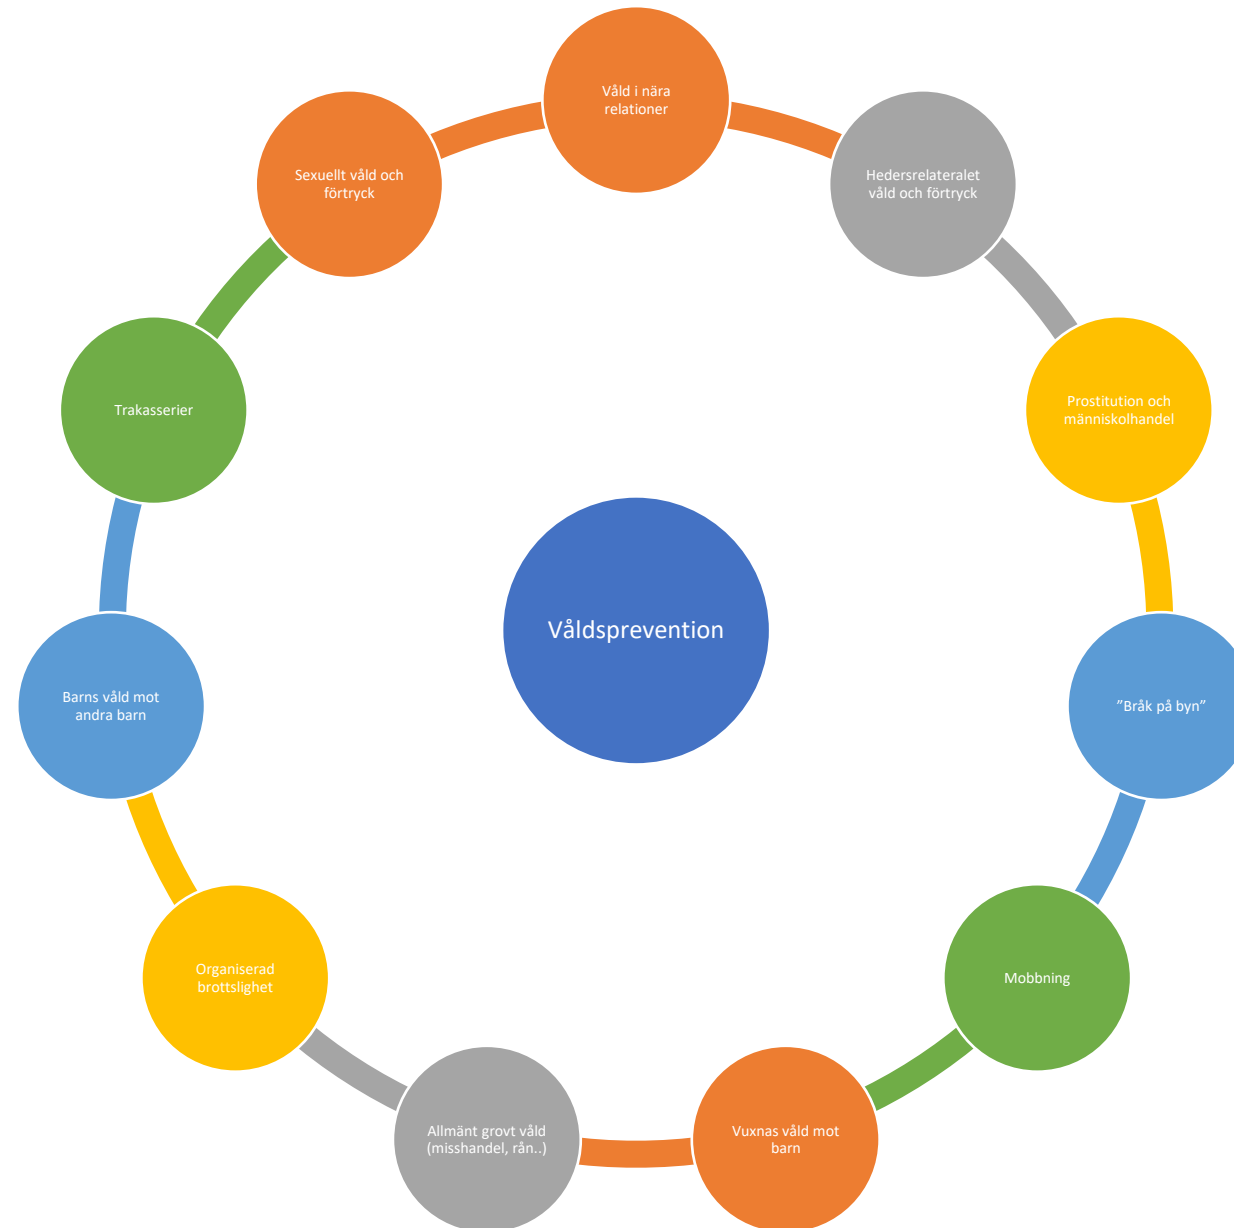 Våld i nära
relationer
Hedersrelateralet
våld och förtryck
Prostitution och
människolhandel
”Bråk på byn”
Mobbning
Vuxnas våld mot
barn
Allmänt grovt våld
(misshandel, rån..)
Organiserad
brottslighet
Barns våld mot
andra barn
Trakasserier
Sexuellt våld och
förtryck
Våldsprevention